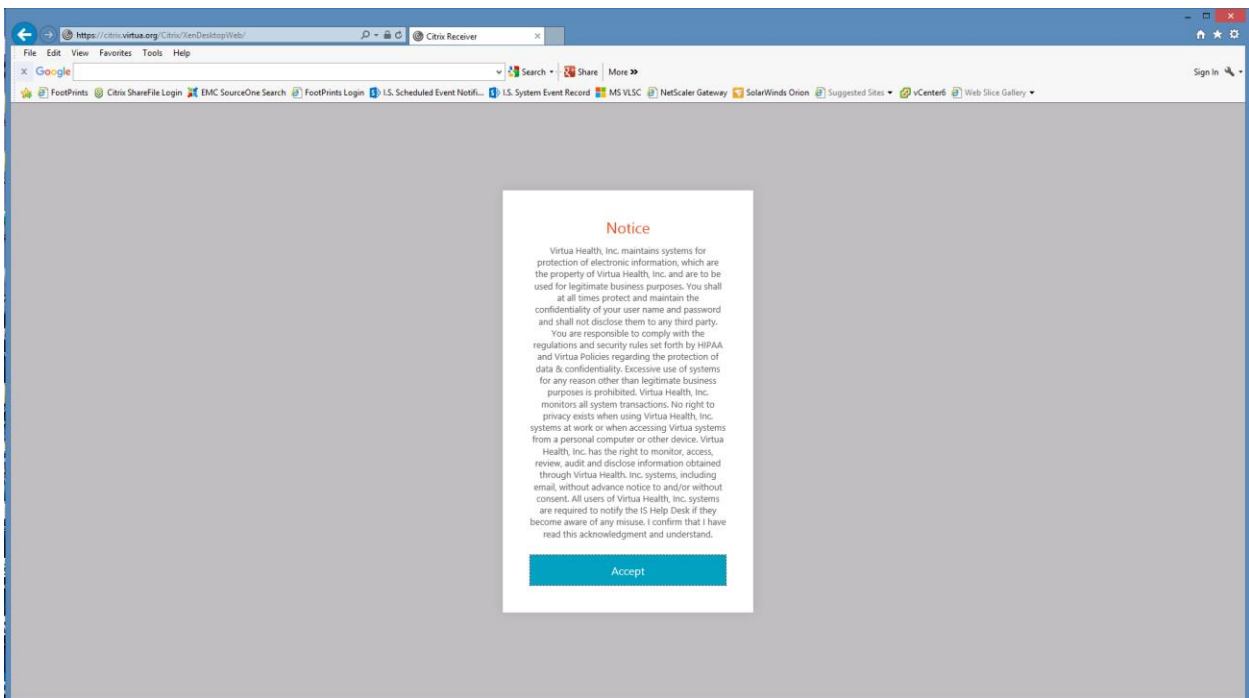 https://citrix.virtua.org/Citrix/XenDesktopWeb/
Citrix Receiver
File Edit View Favorites Tools Help
x Google Search Share More » Sign In
FootPrints Citrix ShareFile Login EMC SourceOne Search FootPrints Login I.S. Scheduled Event Notifi... I.S. System Event Record MS VLSC NetScaler Gateway SolarWinds Orion Suggested Sites vCenter6 Web Slice Gallery
Notice
Virtua Health, Inc. maintains systems for
protection of electronic information, which are
the property of Virtua Health, Inc. and are to be
used for legitimate business purposes. You shall
at all times protect and maintain the
confidentiality of your user name and password
and shall not disclose them to any third party.
You are responsible to comply with the
regulations and security rules set forth by HIPAA
and Virtua Policies regarding the protection of
data & confidentiality. Excessive use of systems
for any reason other than legitimate business
purposes is prohibited. Virtua Health, Inc.
monitors all system transactions. No right to
privacy exists when using Virtua Health, Inc.
systems at work or when accessing Virtua systems
from a personal computer or other device. Virtua
Health, Inc. has the right to monitor, access,
review, audit and disclose information obtained
through Virtua Health. Inc. systems, including
email, without advance notice to and/or without
consent. All users of Virtua Health, Inc. systems
are required to notify the IS Help Desk if they
become aware of any misuse. I confirm that I have
read this acknowledgment and understand.
Accept